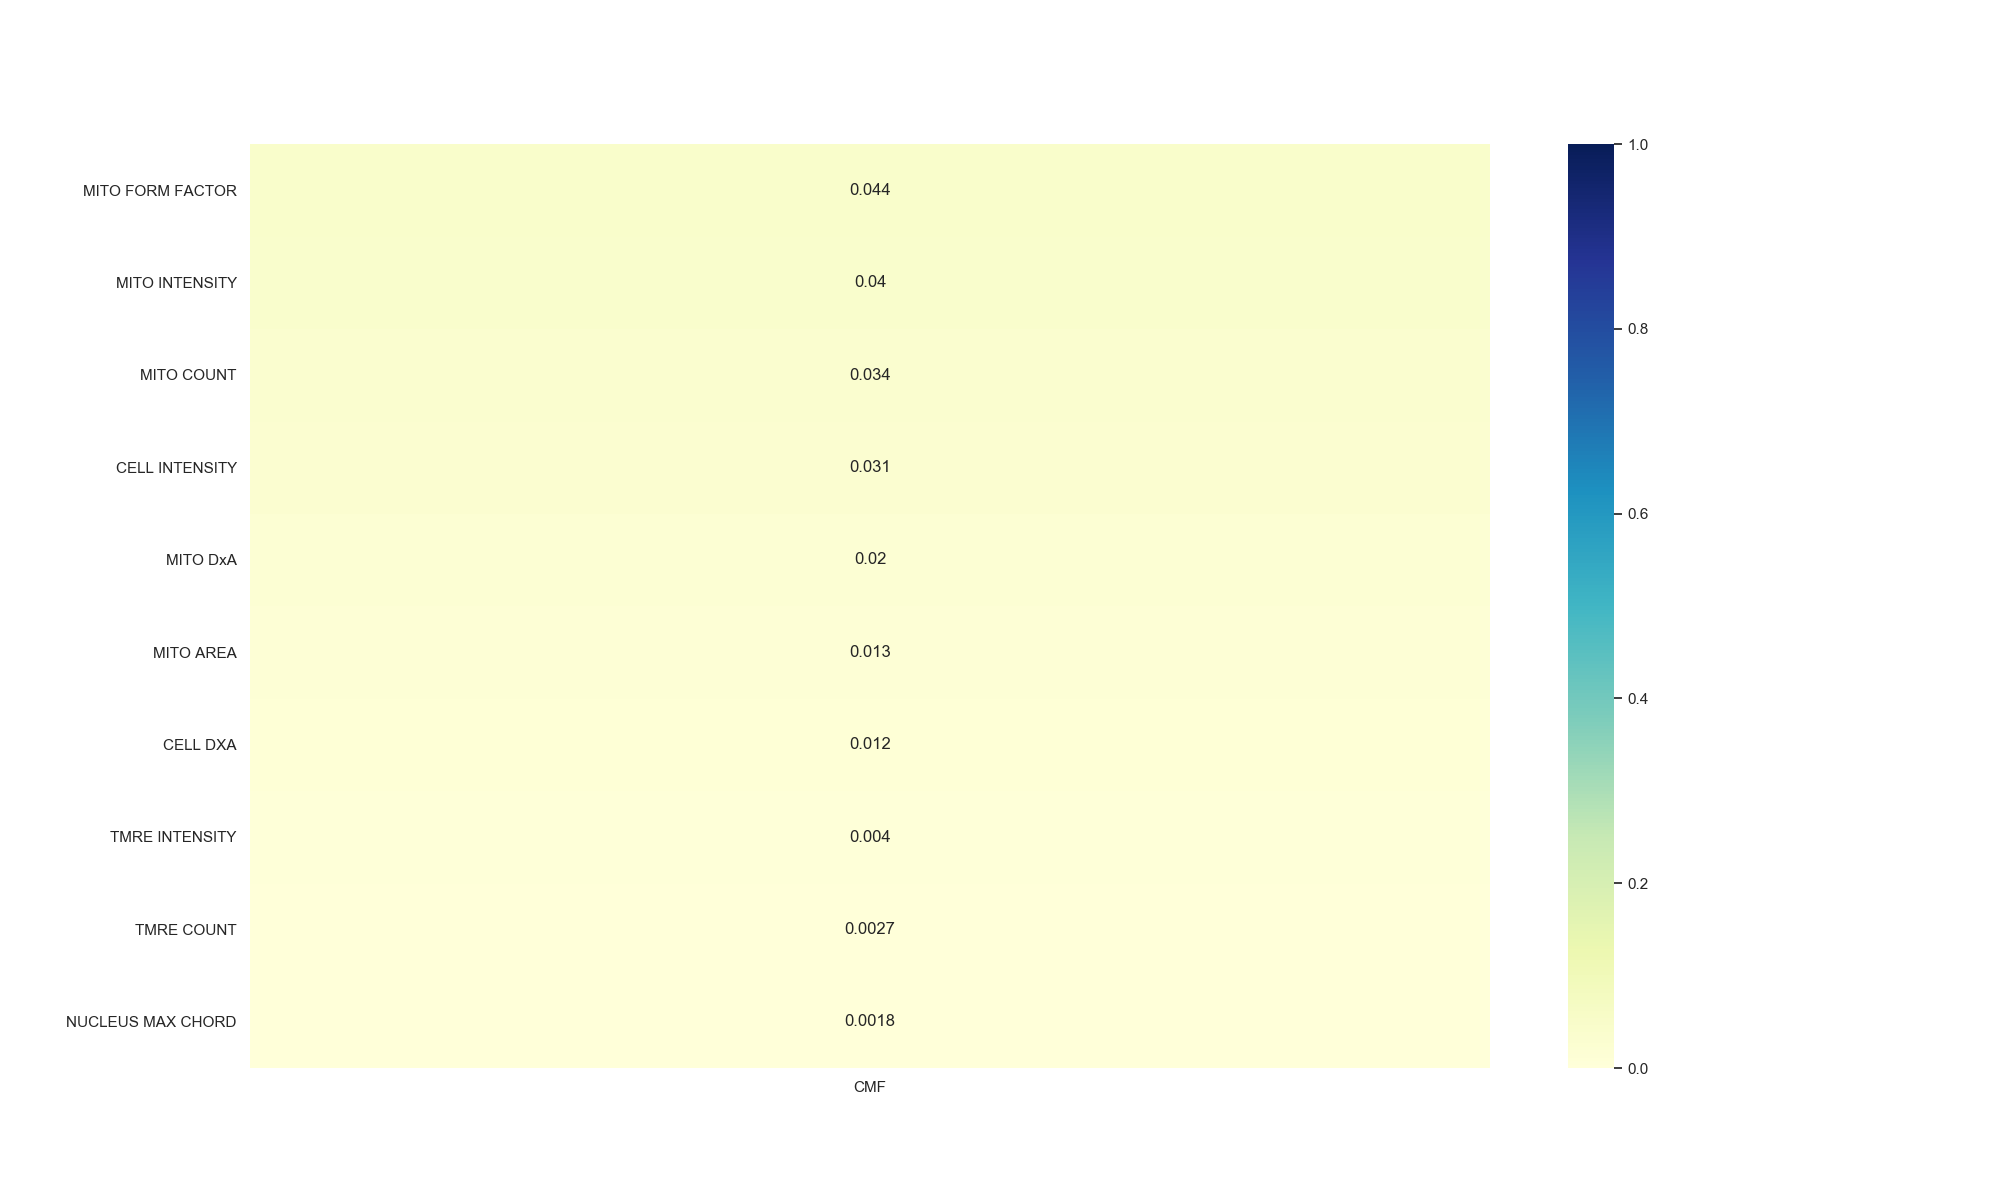 MITO FORM FACTOR 0.044
MITO INTENSITY 0.04
MITO COUNT 0.034
CELL INTENSITY 0.031
MITO DxA 0.02
MITO AREA 0.013
CELL DXA 0.012
TMRE INTENSITY 0.004
TMRE COUNT 0.0027
NUCLEUS MAX CHORD 0.0018
CMF
1.0
0.8
0.6
0.4
0.2
0.0